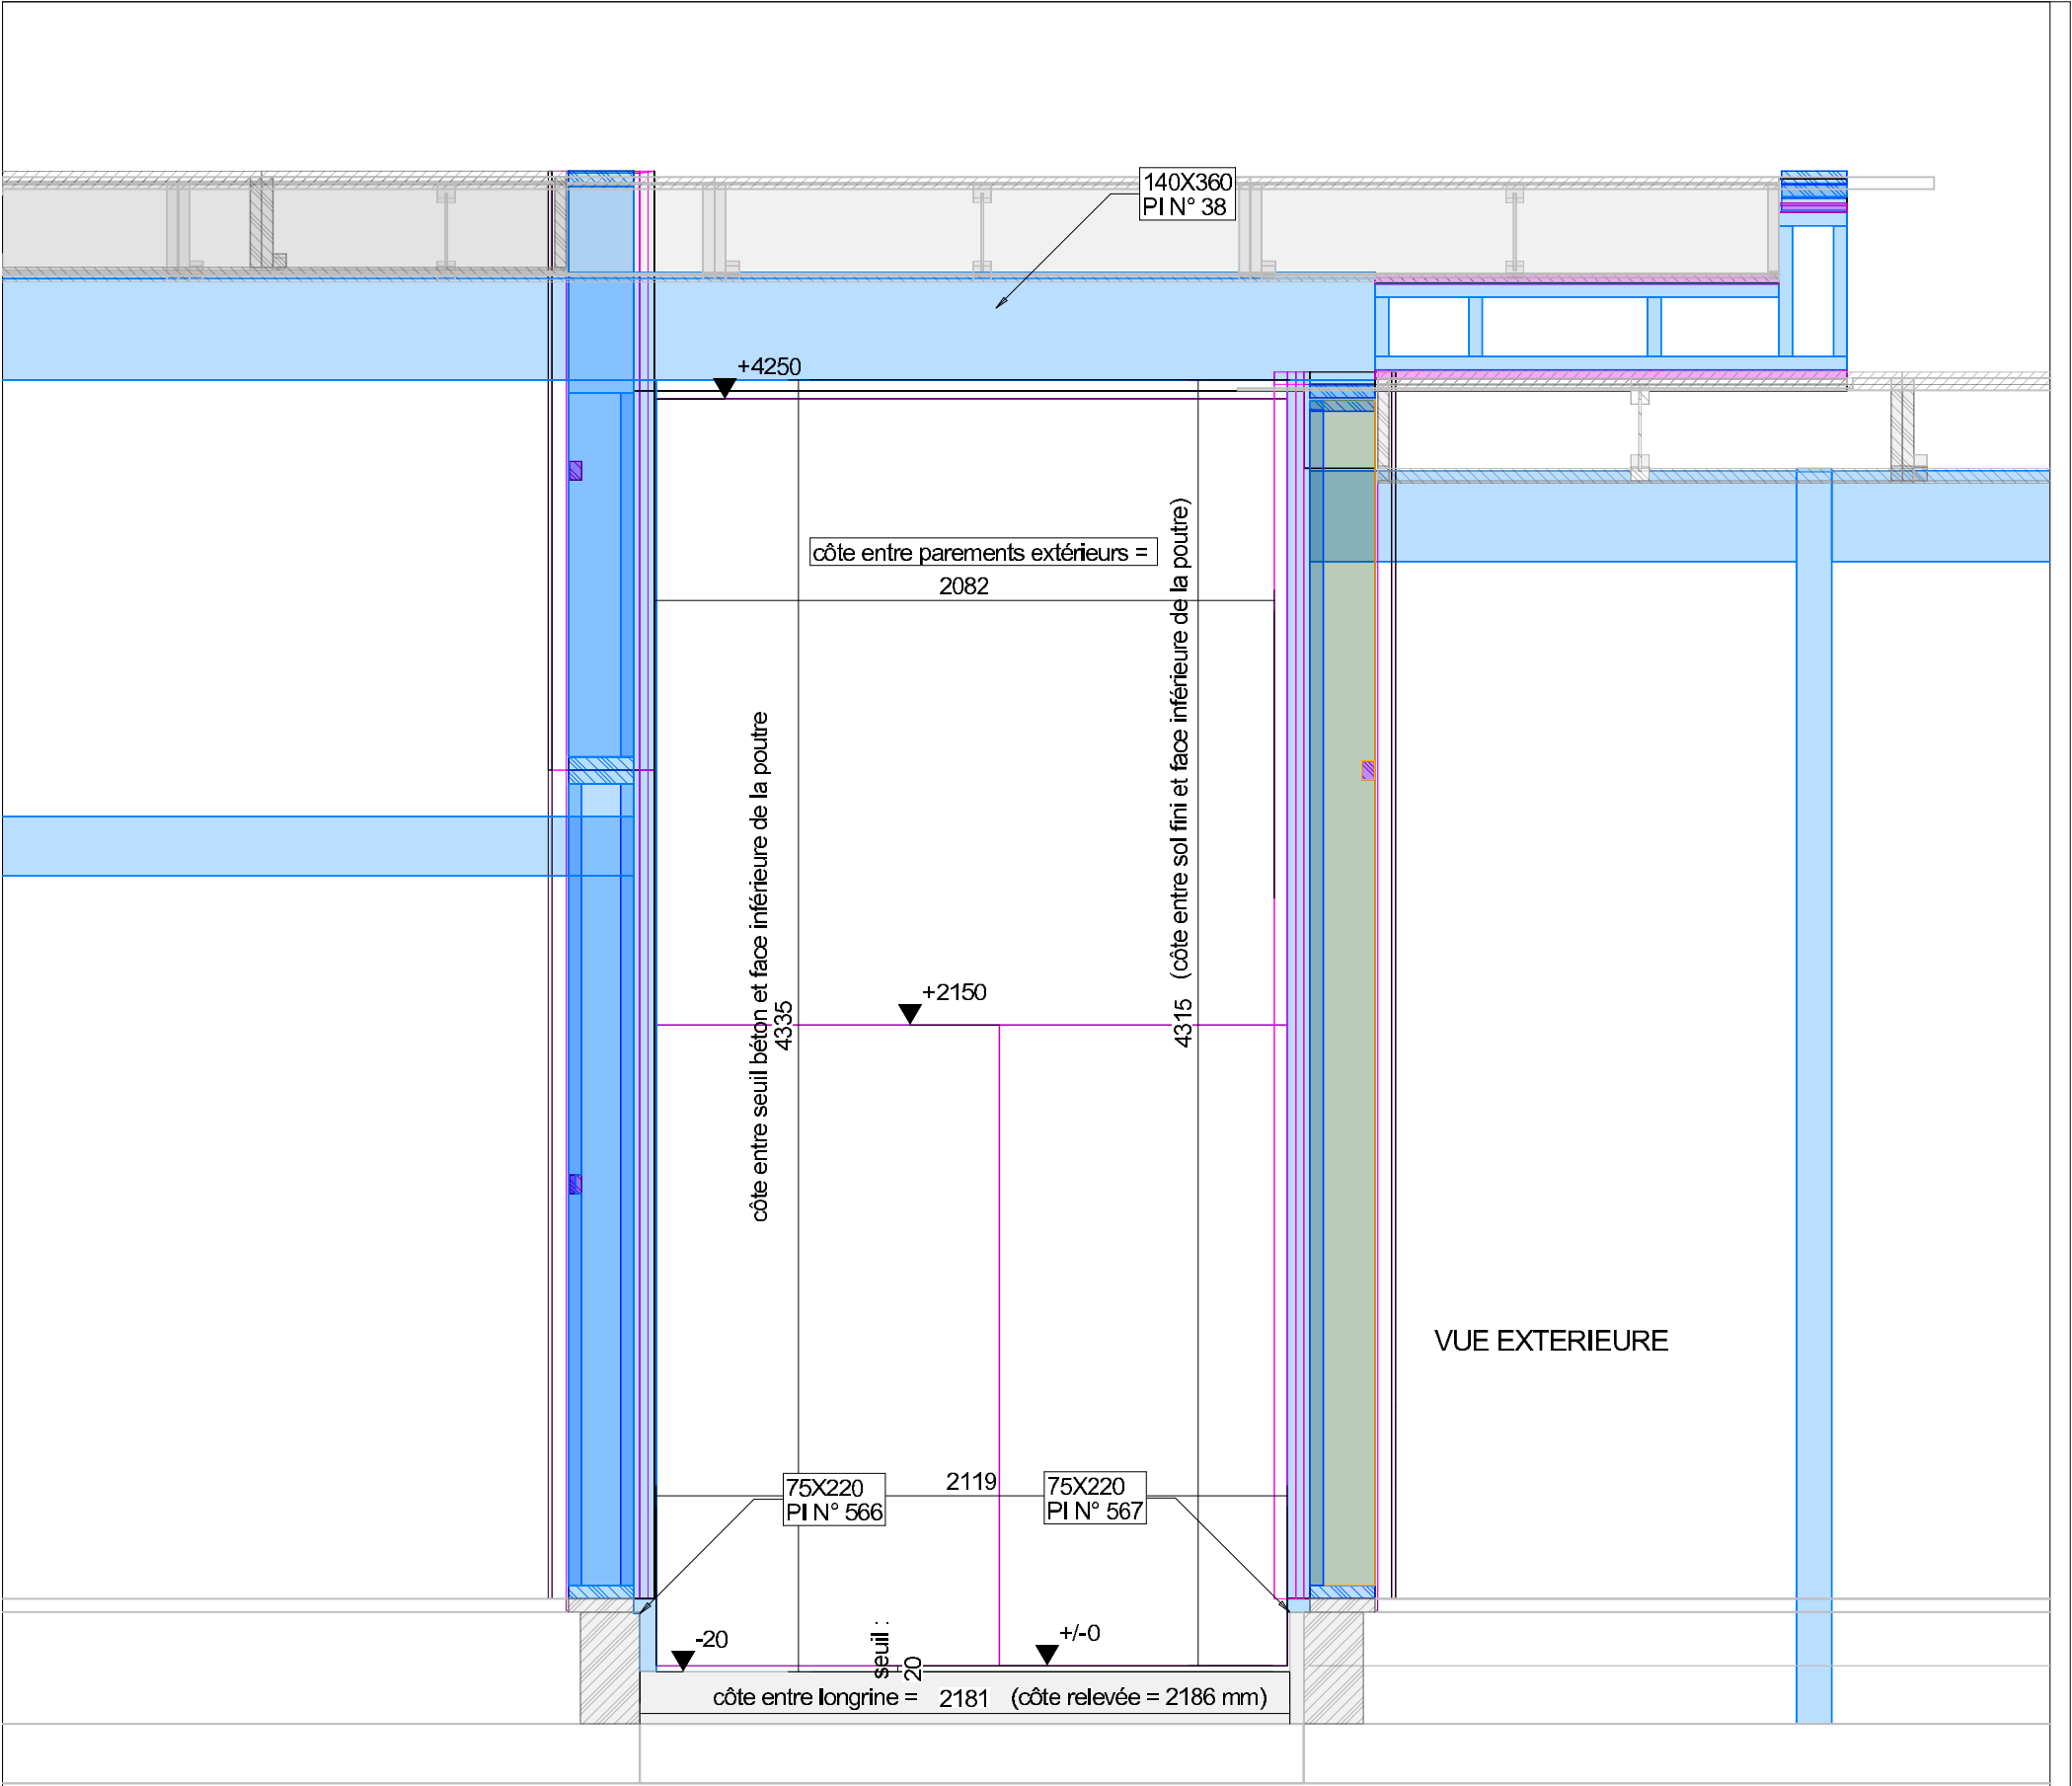 140X360
PI N° 38
+4250
côte entre parements extérieurs =
2082
4315 (côte entre sol fini et face inférieure de la poutre)
côte entre seuil béton et face inférieure de la poutre
4335
+2150
VUE EXTERIEURE
75X220
PI N° 566
2119
75X220
PI N° 567
-20
seuil :
20
+/-0
côte entre longrine = 2181 (côte relevée = 2186 mm)